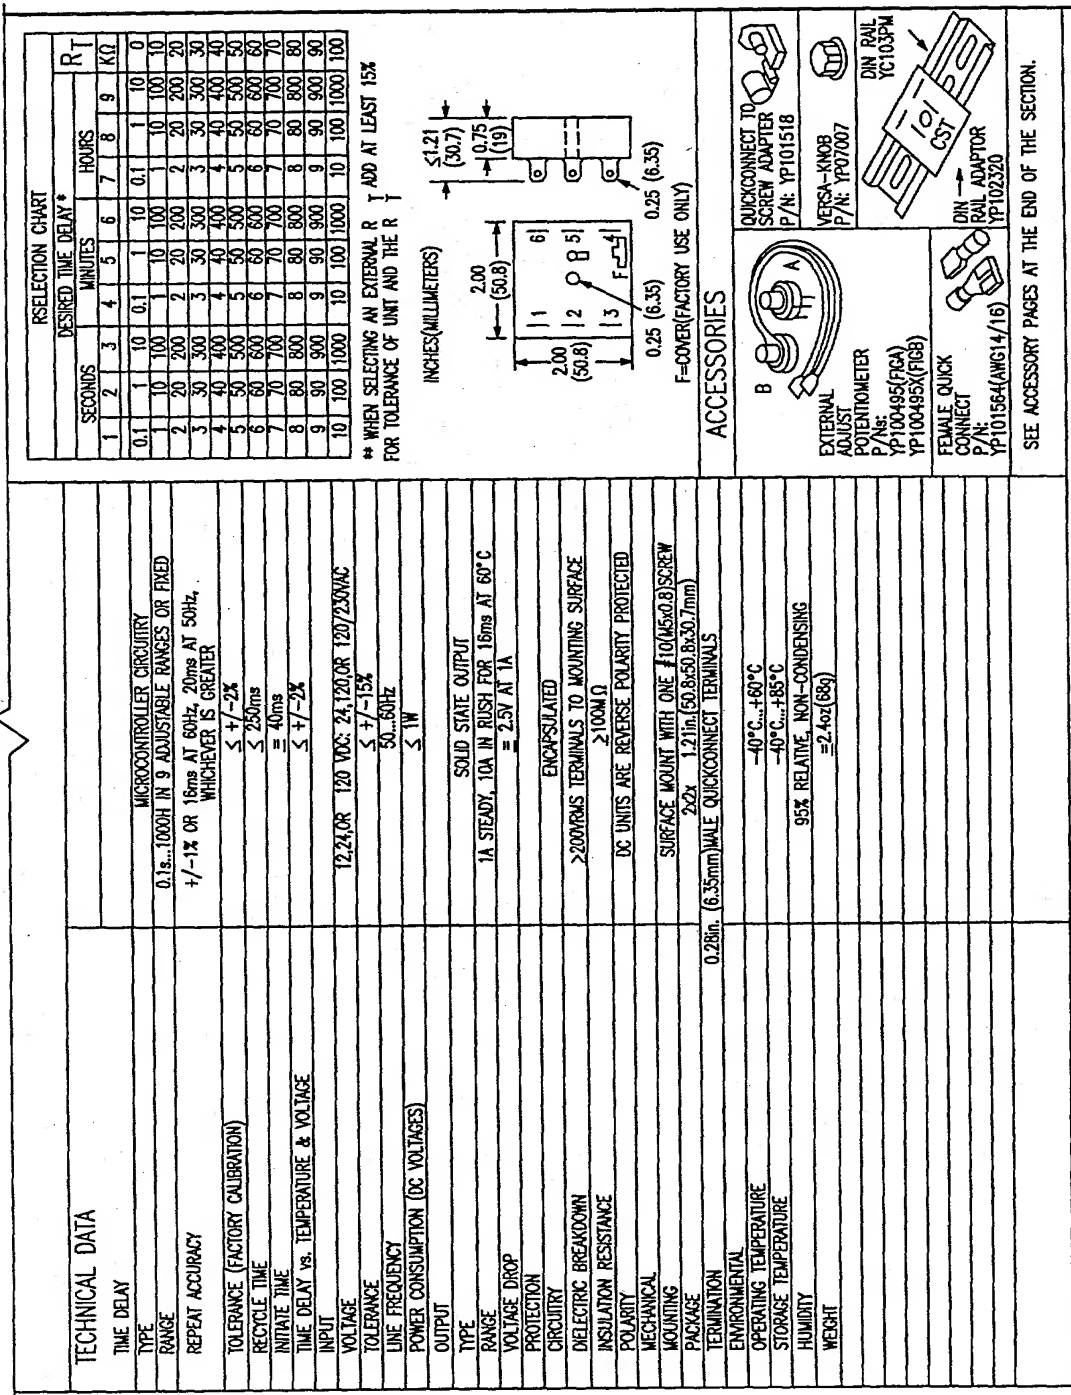 TECHNICAL DATA
TIME DELAY
TYPE MICROCONTROLLER CIRCUITRY
RANGE 0.1s...1000H IN 9 ADJUSTABLE RANGES OR FIXED
REPEAT ACCURACY +/-1% OR 16ms AT 60Hz, 20ms AT 50Hz,
WHICHEVER IS GREATER
TOLERANCE (FACTORY CALIBRATION) ≤ +/-2%
RECYCLE TIME ≤ 250ms
INITIATE TIME = 40ms
TIME DELAY vs. TEMPERATURE & VOLTAGE ≤ +/-2%
INPUT
VOLTAGE 12,24,OR 120 VDC: 24,120,OR 120/230VAC
TOLERANCE ≤ +/-15%
LINE FREQUENCY 50...60Hz
POWER CONSUMPTION (DC VOLTAGES) ≤ 1W
OUTPUT
TYPE SOLID STATE OUTPUT
RANGE 1A STEADY, 10A IN RUSH FOR 16ms AT 60°C
VOLTAGE DROP = 2.5V AT 1A
PROTECTION
CIRCUITRY ENCAPSULATED
DIELECTRIC BREAKDOWN ≥200VRMS TERMINALS TO MOUNTING SURFACE
INSULATION RESISTANCE ≥100MΩ
POLARITY DC UNITS ARE REVERSE POLARITY PROTECTED
MECHANICAL
MOUNTING SURFACE MOUNT WITH ONE #10(M5x0.8)SCREW
PACKAGE 2x2x 1.21in.(50.8x50.8x30.7mm)
TERMINATION 0.28in. (6.35mm)MALE QUICKCONNECT TERMINALS
ENVIRONMENTAL
OPERATING TEMPERATURE -40°C...+60°C
STORAGE TEMPERATURE -40°C...+85°C
HUMIDITY 95% RELATIVE, NON-CONDENSING
WEIGHT =2.4oz(68g)
RSELECTION CHART
DESIRED TIME DELAY* RT
SECONDS MINUTES HOURS
1 2 3 4 5 6 7 8 9 KΩ
0.1 1 10 0.1 1 10 0.1 1 10 0
1 10 100 1 10 100 1 10 100 10
2 20 200 2 20 200 2 20 200 20
3 30 300 3 30 300 3 30 300 30
4 40 400 4 40 400 4 40 400 40
5 50 500 5 50 500 5 50 500 50
6 60 600 6 60 600 6 60 600 60
7 70 700 7 70 700 7 70 700 70
8 80 800 8 80 800 8 80 800 80
9 90 900 9 90 900 9 90 900 90
10 100 1000 10 100 1000 10 100 1000 100
** WHEN SELECTING AN EXTERNAL R T ADD AT LEAST 15%
FOR TOLERANCE OF UNIT AND THE R T
INCHES(MILLIMETERS)
2.00
(50.8)
≤1.21
(30.7)
0.75
(19)
2.00
(50.8)
1 6
2 5
3 F 4
0.25 (6.35)
0.25 (6.35)
F=COVER(FACTORY USE ONLY)
ACCESSORIES
B A
EXTERNAL
ADJUST
POTENTIOMETER
P/Ns:
YP100495(FIGA)
YP100495X(FIGB)
QUICKCONNECT TO
SCREW ADAPTER
P/N: YP101518
VERSA-KNOB
P/N: YP07007
FEMALE QUICK
CONNECT
P/N:
YP101564(AWG14/16)
DIN RAIL
YC103PM
101
CST
DIN
RAIL ADAPTOR
YP102320
SEE ACCESSORY PAGES AT THE END OF THE SECTION.